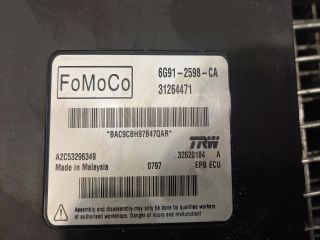 FoMoCo
6G91-2598-CA
31264471
*BAC9CBH97B47QAR*
TRW
A2C53296349
32620184 A
Made in Malaysia
0797
EPB ECU
Assembly and disassembly may only be done by qualified workers
of authorised workshops. Danger of injury and malfunction!